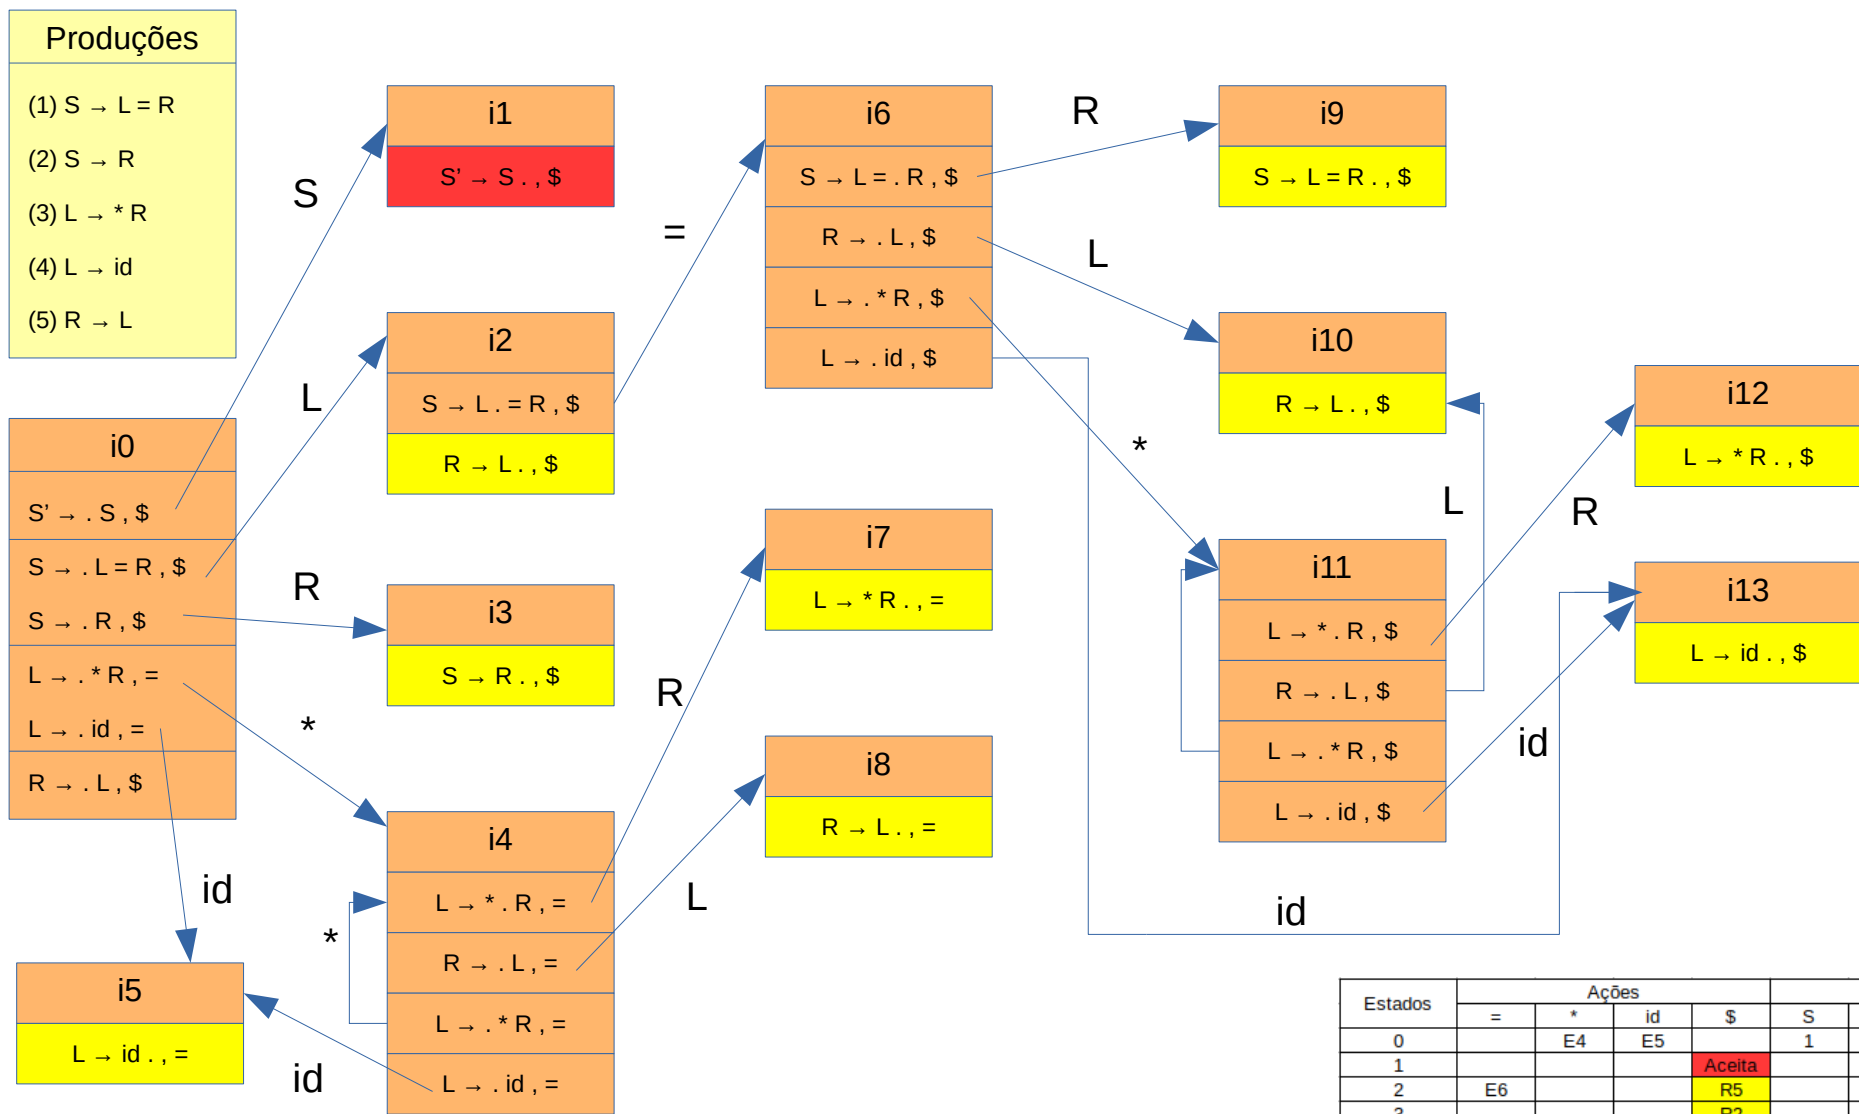 Produções
(1) S → L = R
(2) S → R
(3) L → * R
(4) L → id
(5) R → L
i0
S’ → . S , $
S → . L = R , $
S → . R , $
L → . * R , =
L → . id , =
R → . L , $
S
L
R
*
id
i1
S’ → S . , $
i2
S → L . = R , $
R → L . , $
i3
S → R . , $
i4
L → * . R , =
R → . L , =
L → . * R , =
L → . id , =
*
id
i5
L → id . , =
=
R
L
i6
S → L = . R , $
R → . L , $
L → . * R , $
L → . id , $
i7
L → * R . , =
i8
R → L . , =
R
L
*
id
i9
S → L = R . , $
i10
R → L . , $
i11
L → * . R , $
R → . L , $
L → . * R , $
L → . id , $
L
R
id
i12
L → * R . , $
i13
L → id . , $
Estados Ações
= * id $ S
0 E4 E5 1
1 Aceita
2 E6 R5
3 R2